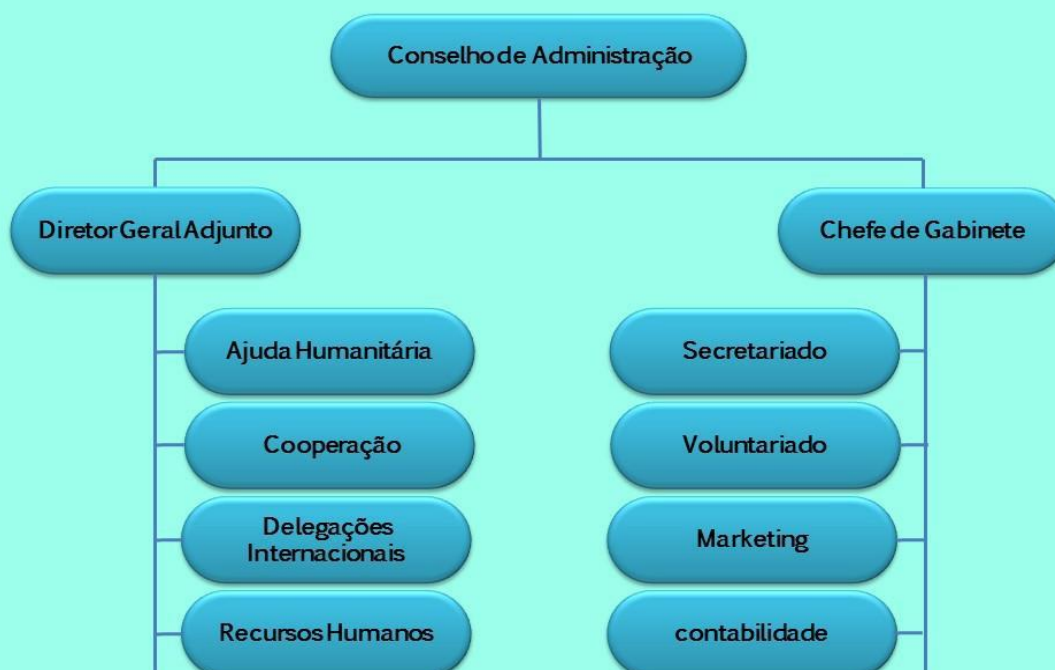 Conselho de Administração
Diretor Geral Adjunto
Chefe de Gabinete
Ajuda Humanitária
Secretariado
Cooperação
Voluntariado
Delegações
Internacionais
Marketing
Recursos Humanos
contabilidade